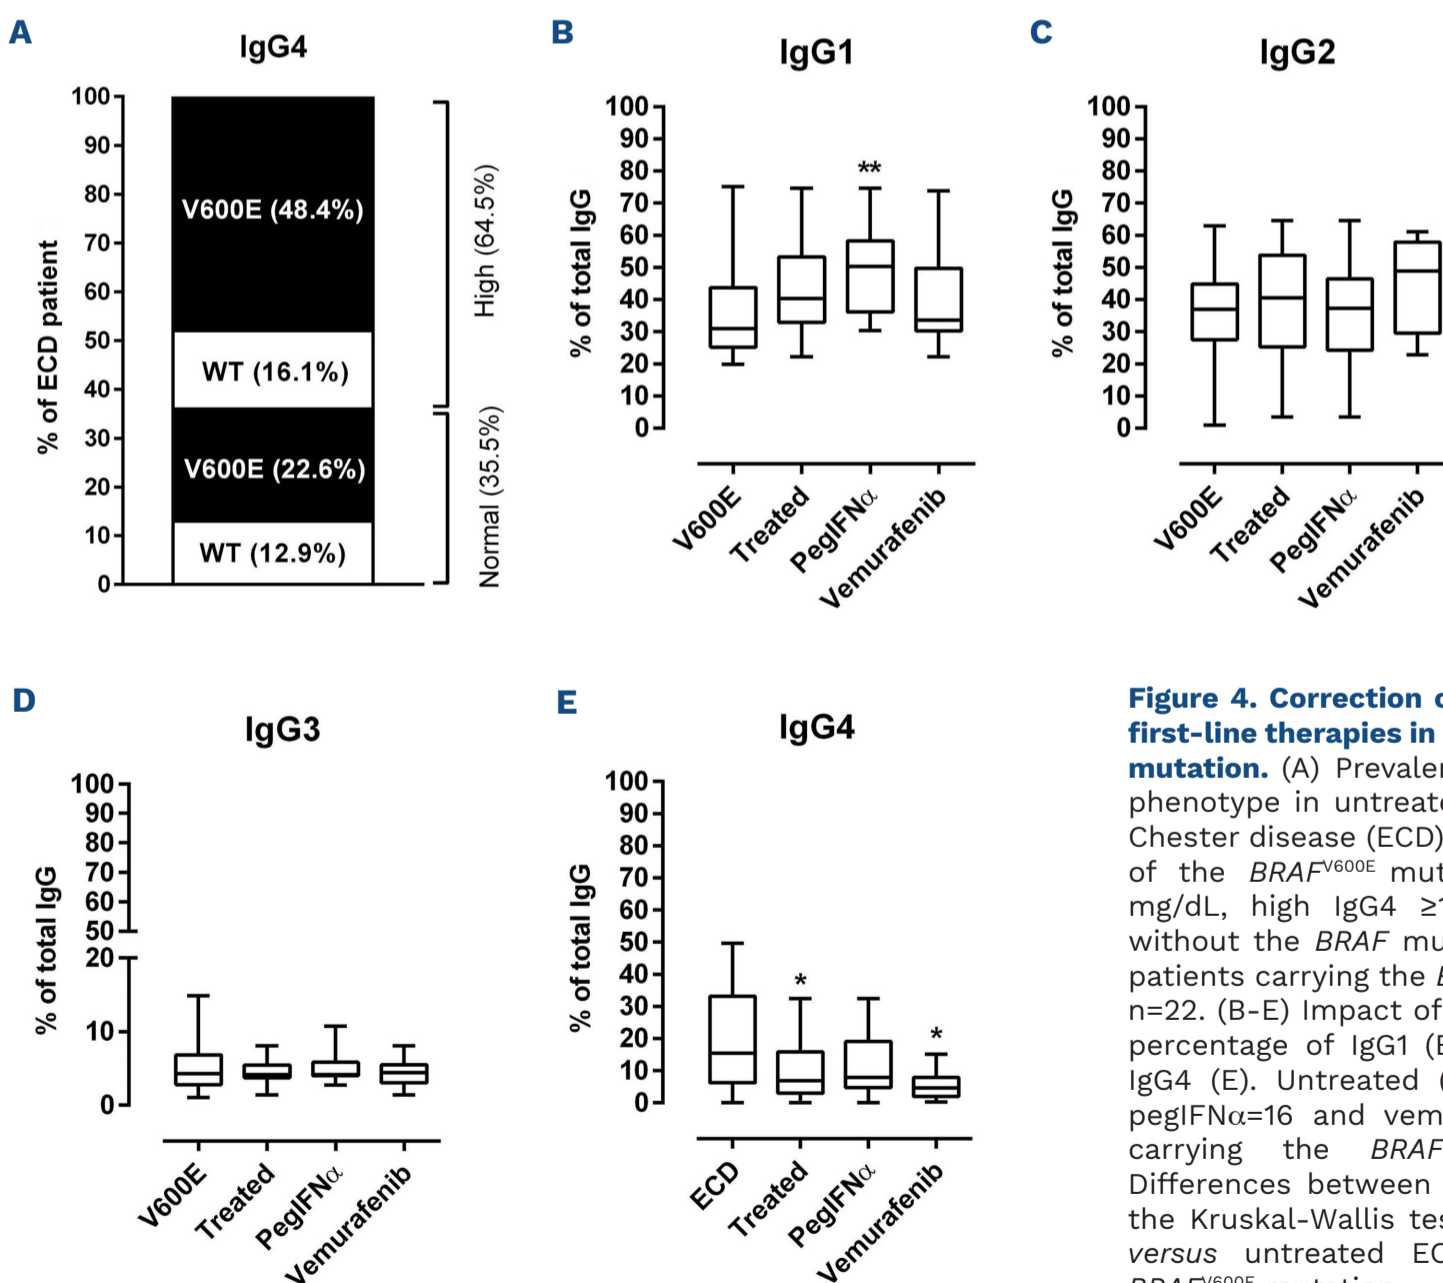 A
IgG4
100
90
80
70
60
50
40
30
20
10
0
% of ECD patient
V600E (48.4%)
WT (16.1%)
V600E (22.6%)
WT (12.9%)
High (64.5%)
Normal (35.5%)
B
IgG1
100
90
80
70
60
50
40
30
20
10
0
% of total IgG
**
V600E
Treated
PegIFNα
Vemurafenib
C
IgG2
100
90
80
70
60
50
40
30
20
10
0
% of total IgG
V600E
Treated
PegIFNα
Vemurafenib
D
IgG3
100
90
80
70
60
50
20
10
0
% of total IgG
V600E
Treated
PegIFNα
Vemurafenib
E
IgG4
100
90
80
70
60
50
40
30
20
10
0
% of total IgG
*
*
ECD
Treated
PegIFNα
Vemurafenib
Figure 4. Correction
first-line therapies in
mutation. (A) Prevalen
phenotype in untreate
Chester disease (ECD)
of the BRAFV600E mut
mg/dL, high IgG4 ≥1
without the BRAF mu
patients carrying the
n=22. (B-E) Impact of
percentage of IgG1 (E
IgG4 (E). Untreated (
pegIFNα=16 and vem
carrying the BRAF
Differences between
the Kruskal-Wallis tes
versus untreated EC